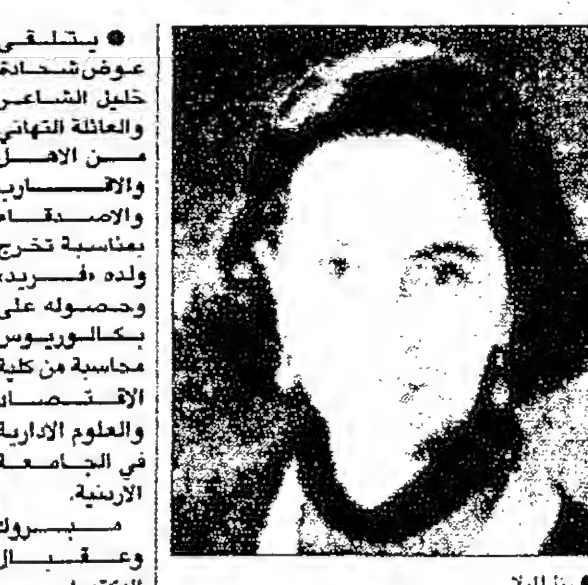 ● يتلقى
عوض شحادة
خليل الشاعر
والعائلة التهاني
من الاهل
والاقارب
والاصدقاء
بمناسبة تخرج
ولده «فريد»
وحصوله على
بكالوريوس
محاسبة من كلية
الاقتصاد
والعلوم الادارية
في الجامعة
الاردنية.
مبروك
وعقبال